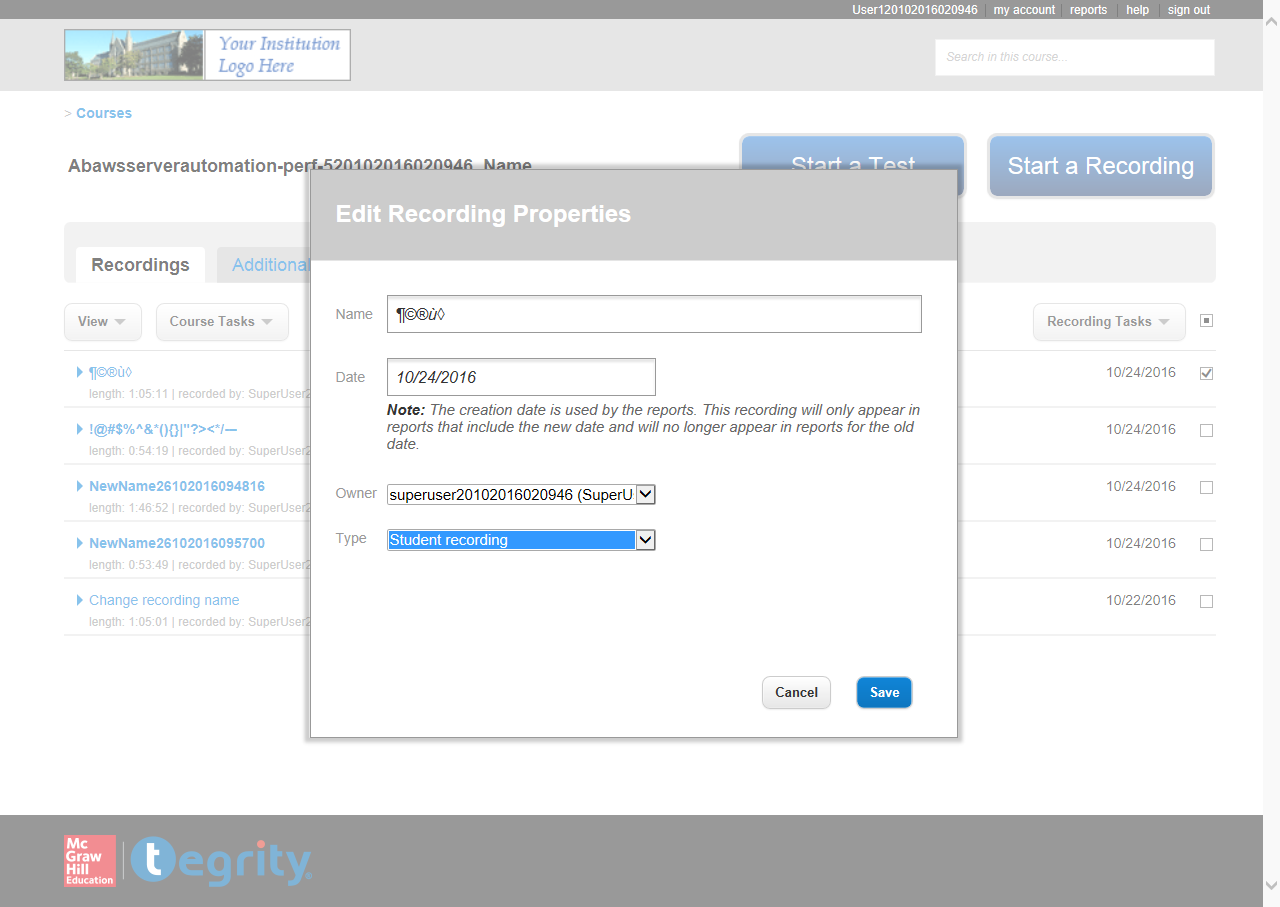 User120102016020946 | my account | reports | help | sign out
Your Institution
Logo Here
Search in this course...
> Courses
Abawsserverautomation-perf-520102016020946_Name
Start a Test
Start a Recording
Edit Recording Properties
Recordings
Additional
View
Course Tasks
Recording Tasks
Name
¶©®ù◊
Date
10/24/2016
Note: The creation date is used by the reports. This recording will only appear in
reports that include the new date and will no longer appear in reports for the old
date.
Owner
superuser20102016020946 (SuperU
Type
Student recording
Cancel
Save
¶©®ù◊
10/24/2016
length: 1:05:11 | recorded by: SuperUser2
!@#$%^&*(){}|"?><*/—
10/24/2016
length: 0:54:19 | recorded by: SuperUser2
NewName26102016094816
10/24/2016
length: 1:46:52 | recorded by: SuperUser2
NewName26102016095700
10/24/2016
length: 0:53:49 | recorded by: SuperUser2
Change recording name
10/22/2016
length: 1:05:01 | recorded by: SuperUser2
Mc
Graw
Hill
Education
tegrity